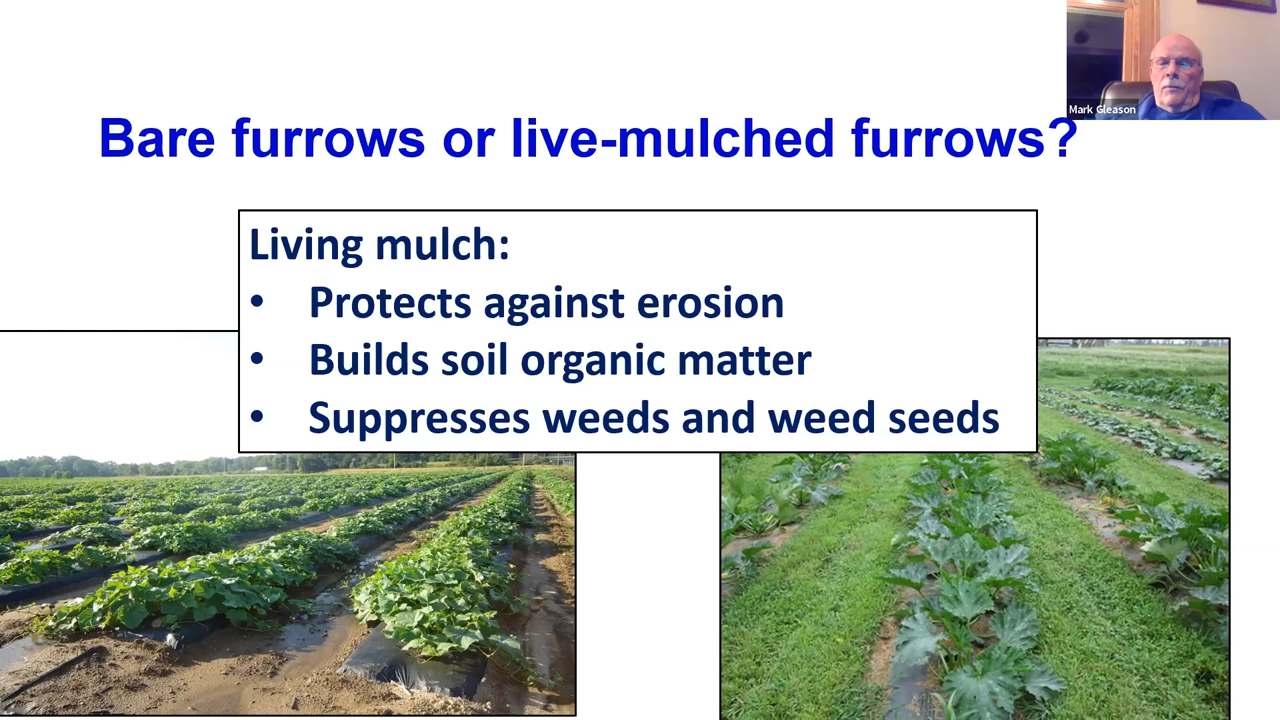 Mark Gleason
Bare furrows or live-mulched furrows?
Living mulch:
• Protects against erosion
• Builds soil organic matter
• Suppresses weeds and weed seeds